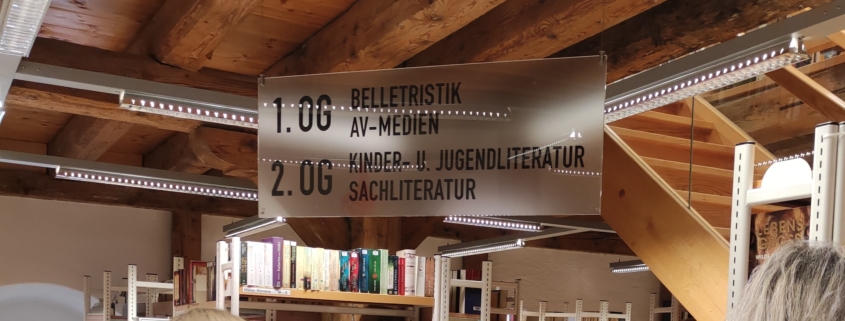 1. OG BELLETRISTIK
AV-MEDIEN
2. OG KINDER- U. JUGENDLITERATUR
SACHLITERATUR